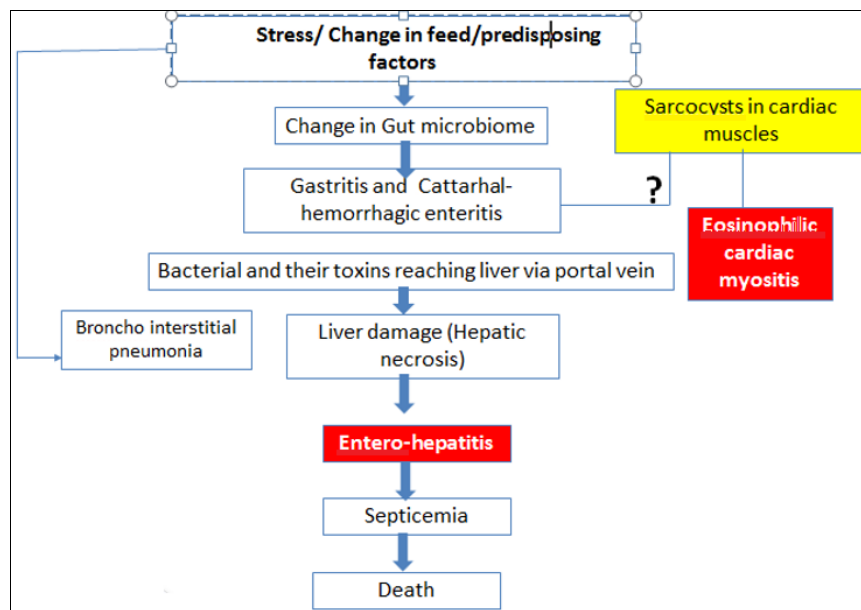 Stress/ Change in feed/predisposing
factors
Change in Gut microbiome
Sarcocysts in cardiac
muscles
Gastritis and Cattarhal-
hemorrhagic enteritis
?
Eosinophilic
cardiac
myositis
Bacterial and their toxins reaching liver via portal vein
Broncho interstitial
pneumonia
Liver damage (Hepatic
necrosis)
Entero-hepatitis
Septicemia
Death